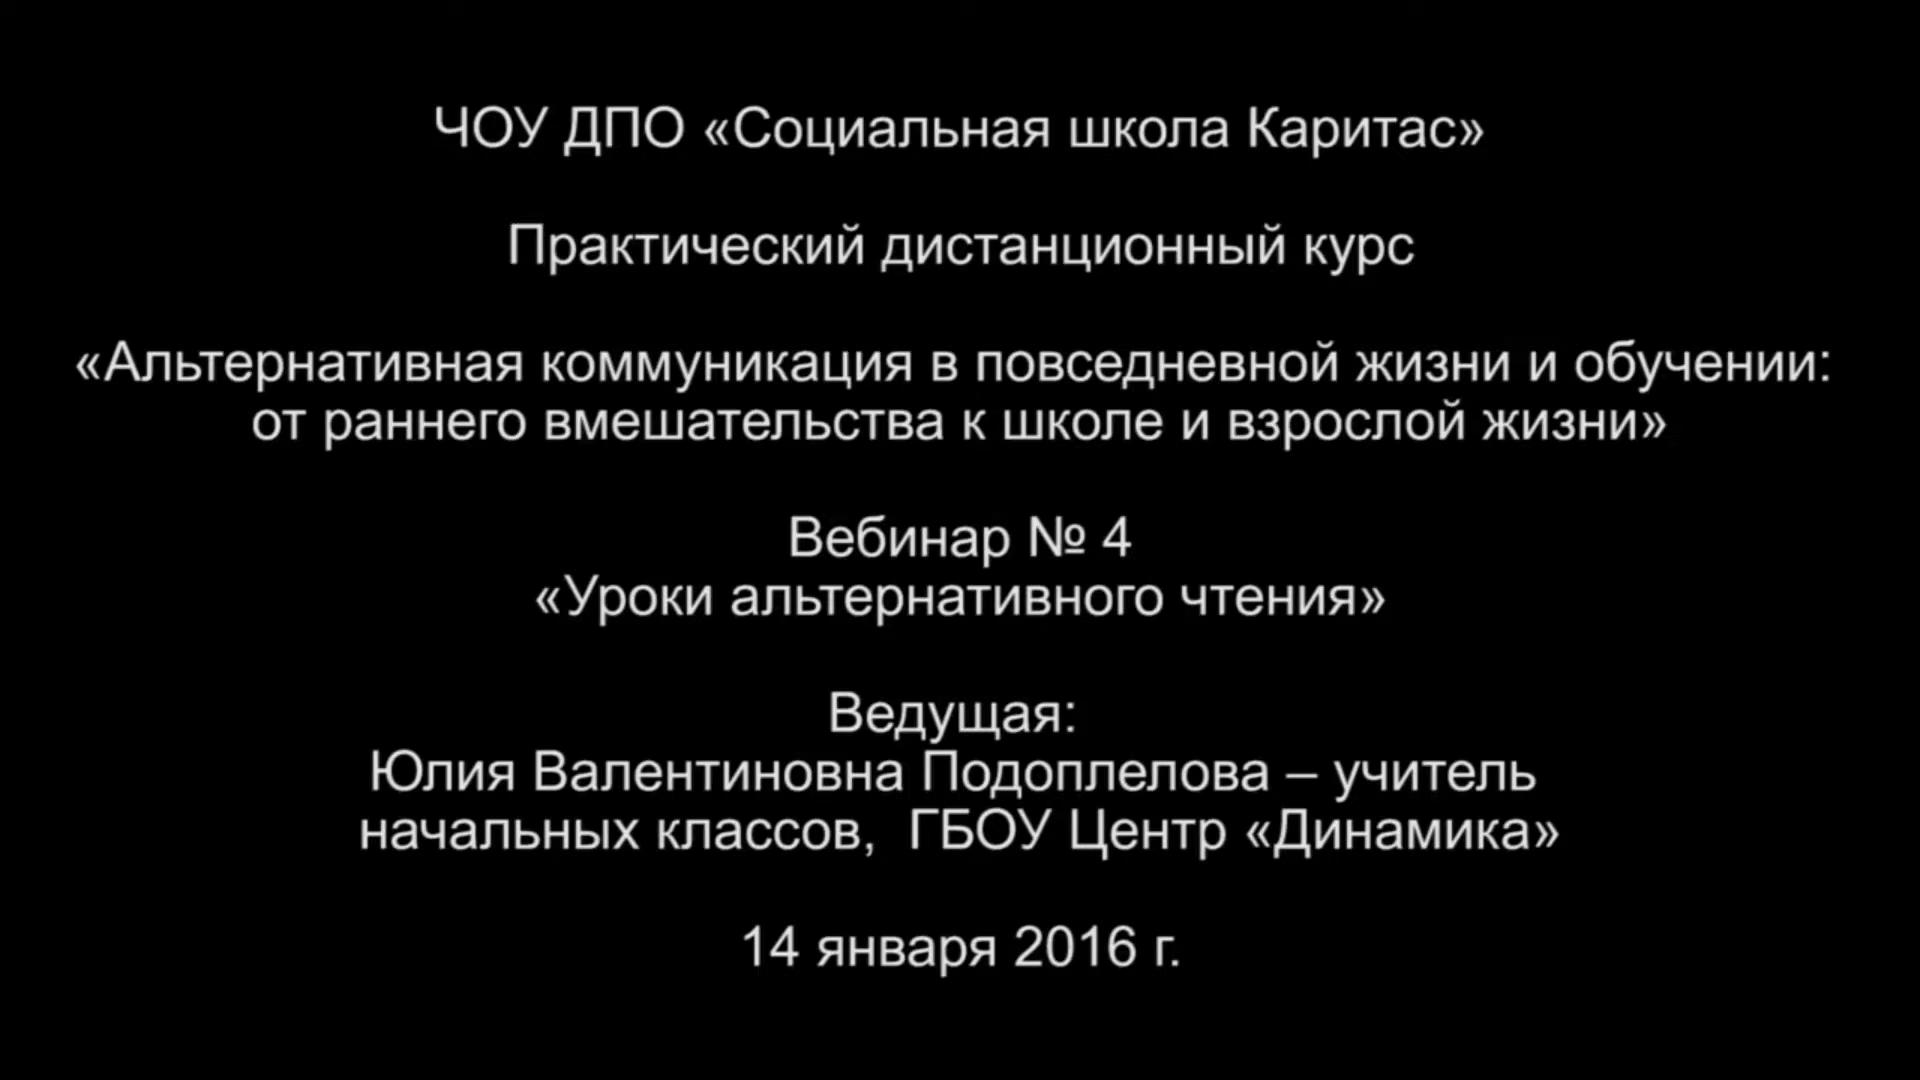 ЧОУ ДПО «Социальная школа Каритас»
Практический дистанционный курс
«Альтернативная коммуникация в повседневной жизни и обучении:
от раннего вмешательства к школе и взрослой жизни»
Вебинар № 4
«Уроки альтернативного чтения»
Ведущая:
Юлия Валентиновна Подоплелова – учитель
начальных классов,  ГБОУ Центр «Динамика»
14 января 2016 г.